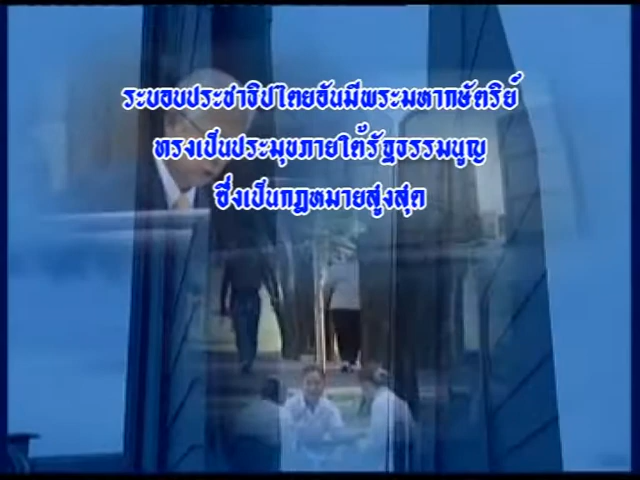 ระบอบประชาธิปไตยอันมีพระมหากษัตริย์
ทรงเป็นประมุขภายใต้รัฐธรรมนูญ
ซึ่งเป็นกฎหมายสูงสุด